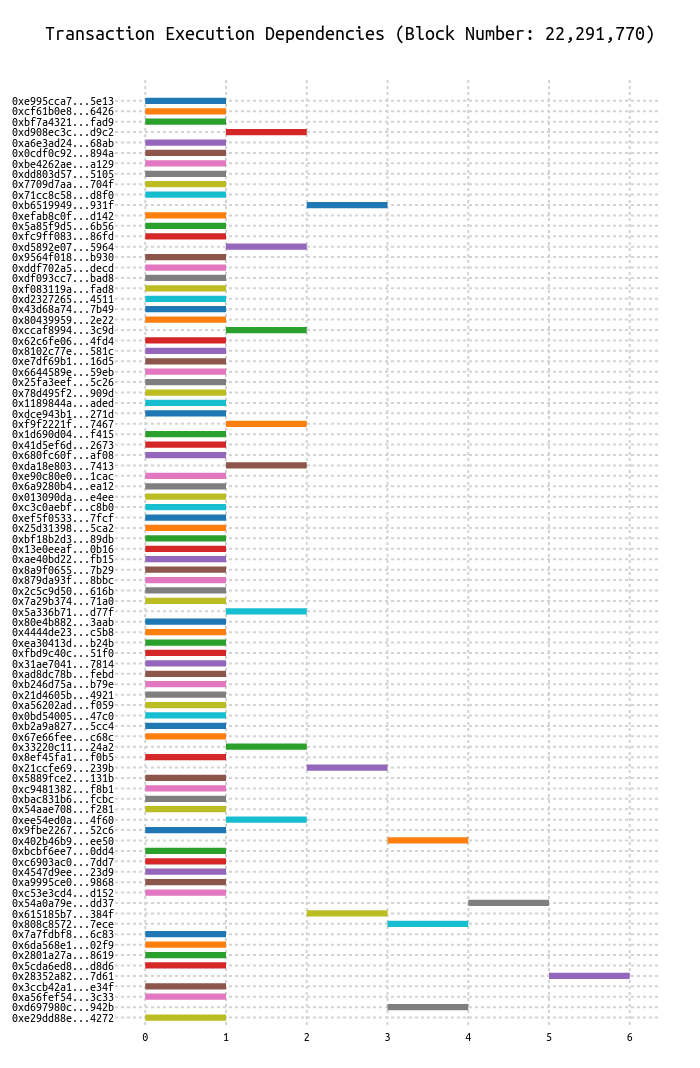 Transaction Execution Dependencies (Block Number: 22,291,770)
0xe995cca7...5e13
0xcf61b0e8...6426
0xbf7a4321...fad9
0xd908ec3c...d9c2
0xa6e3ad24...68ab
0x0cdf0c92...894a
0xbe4262ae...a129
0xdd803d57...5105
0x7709d7aa...704f
0x71cc8c58...d8f0
0xb6519949...931f
0xefab8c0f...d142
0x5a85f9d5...6b56
0xfc9ff083...86fd
0xd5892e07...5964
0x9564f018...b930
0xddf702a5...decd
0xdf093cc7...bad8
0xf083119a...fad8
0xd2327265...4511
0x43d68a74...7b49
0x80439959...2e22
0xccaf8994...3c9d
0x62c6fe06...4fd4
0x8102c77e...581c
0xe7df69b1...16d5
0x6644589e...59eb
0x25fa3eef...5c26
0x78d495f2...909d
0x1189844a...aded
0xdce943b1...271d
0xf9f2221f...7467
0x1d690d04...f415
0x41d5ef6d...2673
0x680fc60f...af08
0xda18e803...7413
0xe90c80e0...1cac
0x6a9280b4...ea12
0x013090da...e4ee
0xc3c0aebf...c8b0
0xef5f0533...7fcf
0x25d31398...5ca2
0xbf18b2d3...89db
0x13e0eeaf...0b16
0xae40bd22...fb15
0x8a9f0655...7b29
0x879da93f...8bbc
0x2c5c9d50...616b
0x7a29b374...71a0
0x5a336b71...d77f
0x80e4b882...3aab
0x4444de23...c5b8
0xea30413d...b24b
0xfbd9c40c...51f0
0x31ae7041...7814
0xad8dc78b...febd
0xb246d75a...b79e
0x21d4605b...4921
0xa56202ad...f059
0x0bd54005...47c0
0xb2a9a827...5cc4
0x67e66fee...c68c
0x33220c11...24a2
0x8ef45fa1...f0b5
0x21ccfe69...239b
0x5889fce2...131b
0xc9481382...f8b1
0xbac831b6...fcbc
0x54aae708...f281
0xee54ed0a...4f60
0x9fbe2267...52c6
0x402b46b9...ee50
0xbcbf6ee7...0dd4
0xc6903ac0...7dd7
0x4547d9ee...23d9
0xa9995ce0...9868
0xc53e3cd4...d152
0x54a0a79e...dd37
0x615185b7...384f
0x808c8572...7ece
0x7a7fdbf8...6c83
0x6da568e1...02f9
0x2801a27a...8619
0x5cda6ed8...d8d6
0x28352a82...7d61
0x3ccb42a1...e34f
0xa56fef54...3c33
0xd697980c...942b
0xe29dd88e...4272
0 1 2 3 4 5 6